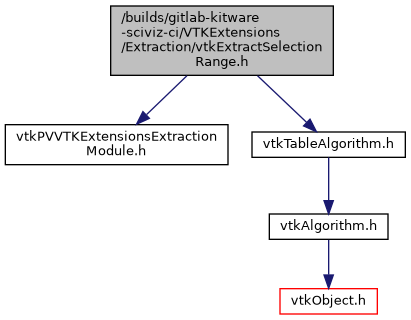 /builds/gitlab-kitware
-sciviz-ci/VTKExtensions
/Extraction/vtkExtractSelection
Range.h
vtkPVVTKExtensionsExtraction
Module.h
vtkTableAlgorithm.h
vtkAlgorithm.h
vtkObject.h